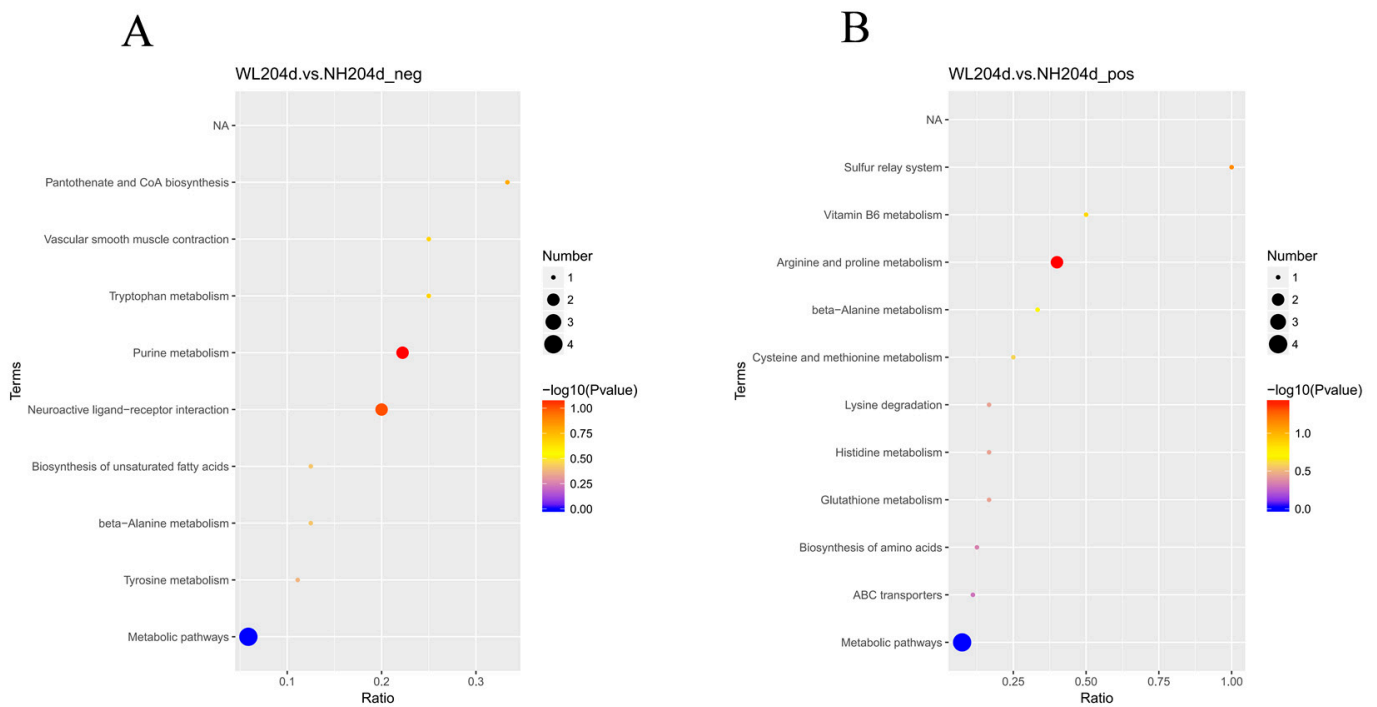 A
WL204d.vs.NH204d_neg
Terms
NA
Pantothenate and CoA biosynthesis
Vascular smooth muscle contraction
Tryptophan metabolism
Purine metabolism
Neuroactive ligand−receptor interaction
Biosynthesis of unsaturated fatty acids
beta−Alanine metabolism
Tyrosine metabolism
Metabolic pathways
0.1 0.2 0.3
Ratio
Number
1
2
3
4
−log10(Pvalue)
1.00
0.75
0.50
0.25
0.00
B
WL204d.vs.NH204d_pos
Terms
NA
Sulfur relay system
Vitamin B6 metabolism
Arginine and proline metabolism
beta−Alanine metabolism
Cysteine and methionine metabolism
Lysine degradation
Histidine metabolism
Glutathione metabolism
Biosynthesis of amino acids
ABC transporters
Metabolic pathways
0.25 0.50 0.75 1.00
Ratio
Number
1
2
3
4
−log10(Pvalue)
1.0
0.5
0.0